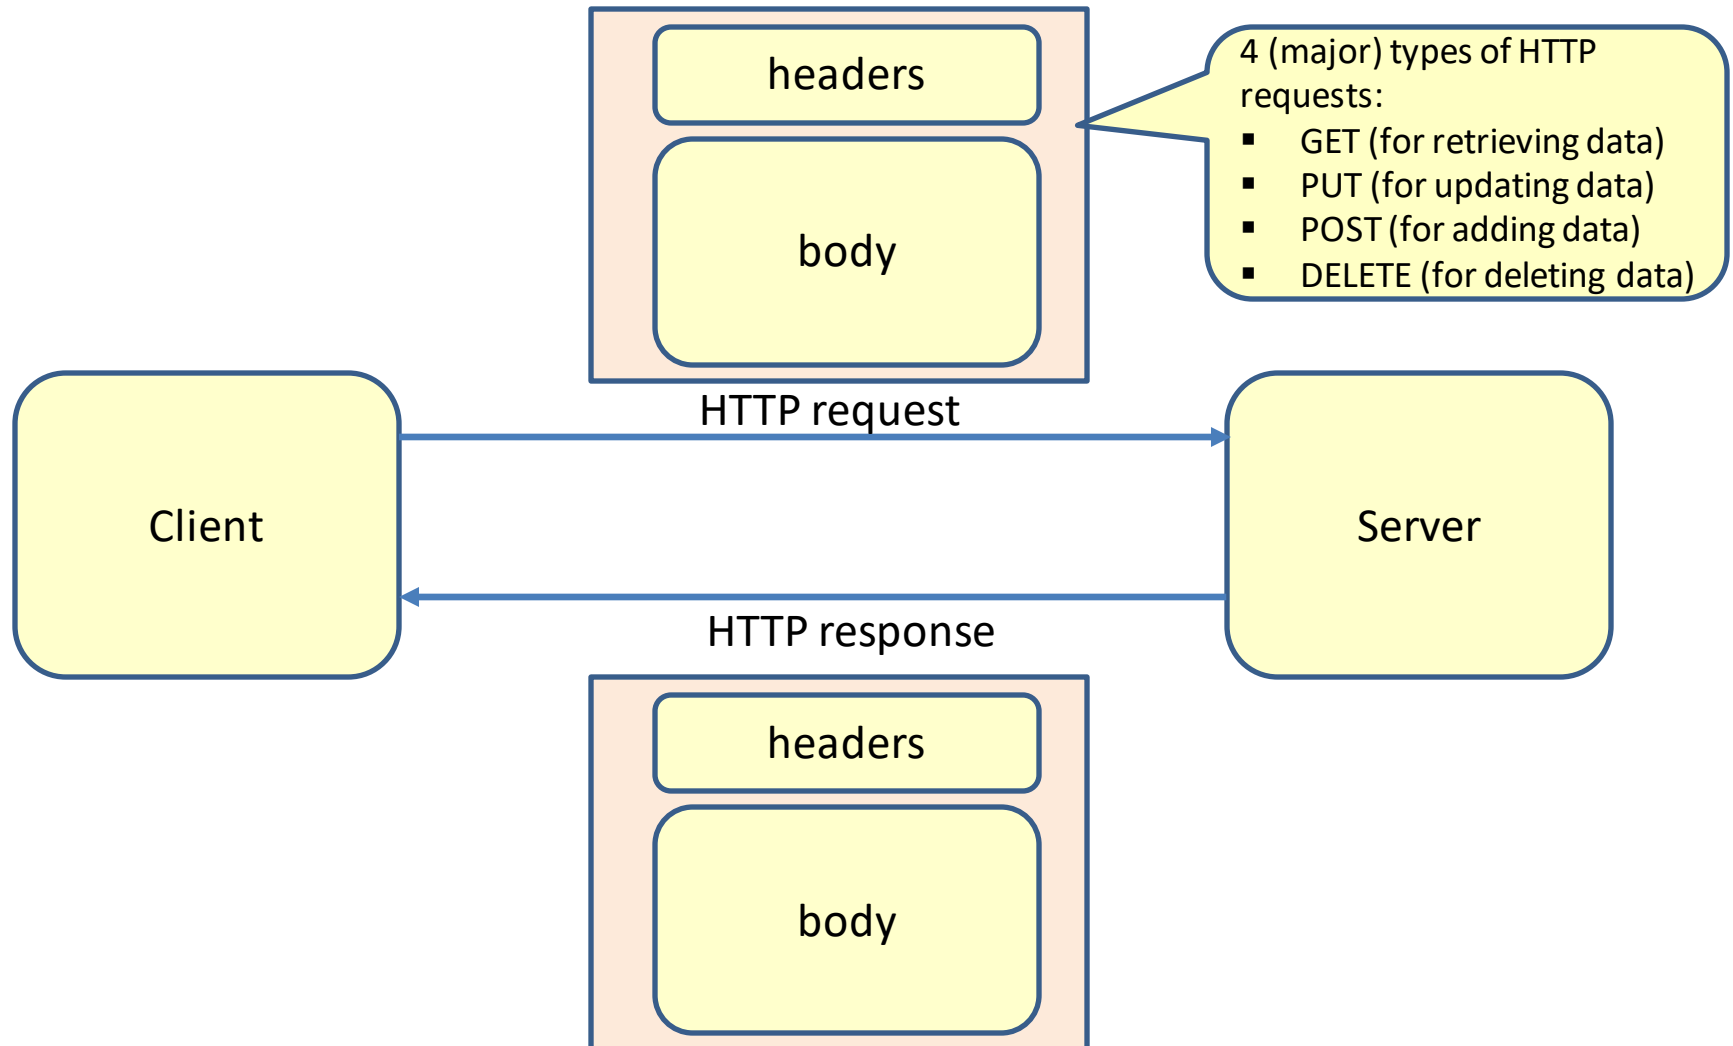 headers
body
4 (major) types of HTTP
requests:
▪ GET (for retrieving data)
▪ PUT (for updating data)
▪ POST (for adding data)
▪ DELETE (for deleting data)
HTTP request
Client
Server
HTTP response
headers
body